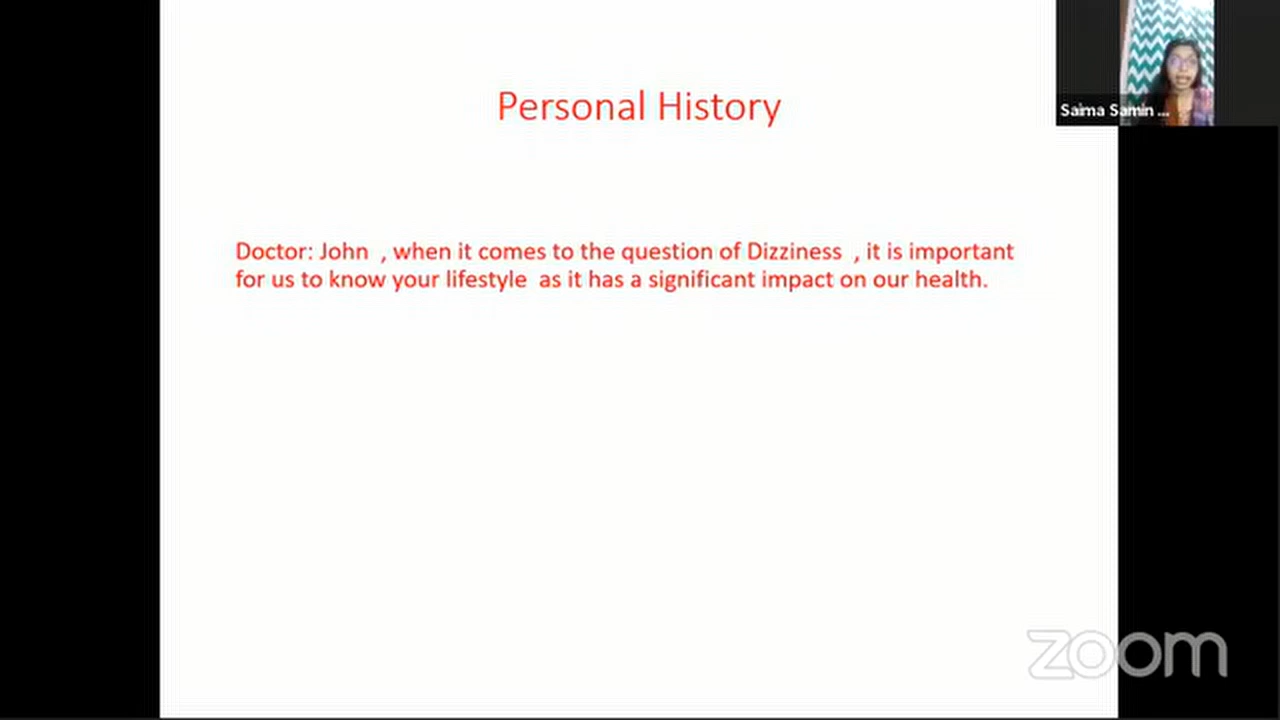 Personal History
Saima Samin ...
Doctor: John , when it comes to the question of Dizziness , it is important
for us to know your lifestyle as it has a significant impact on our health.
zoom